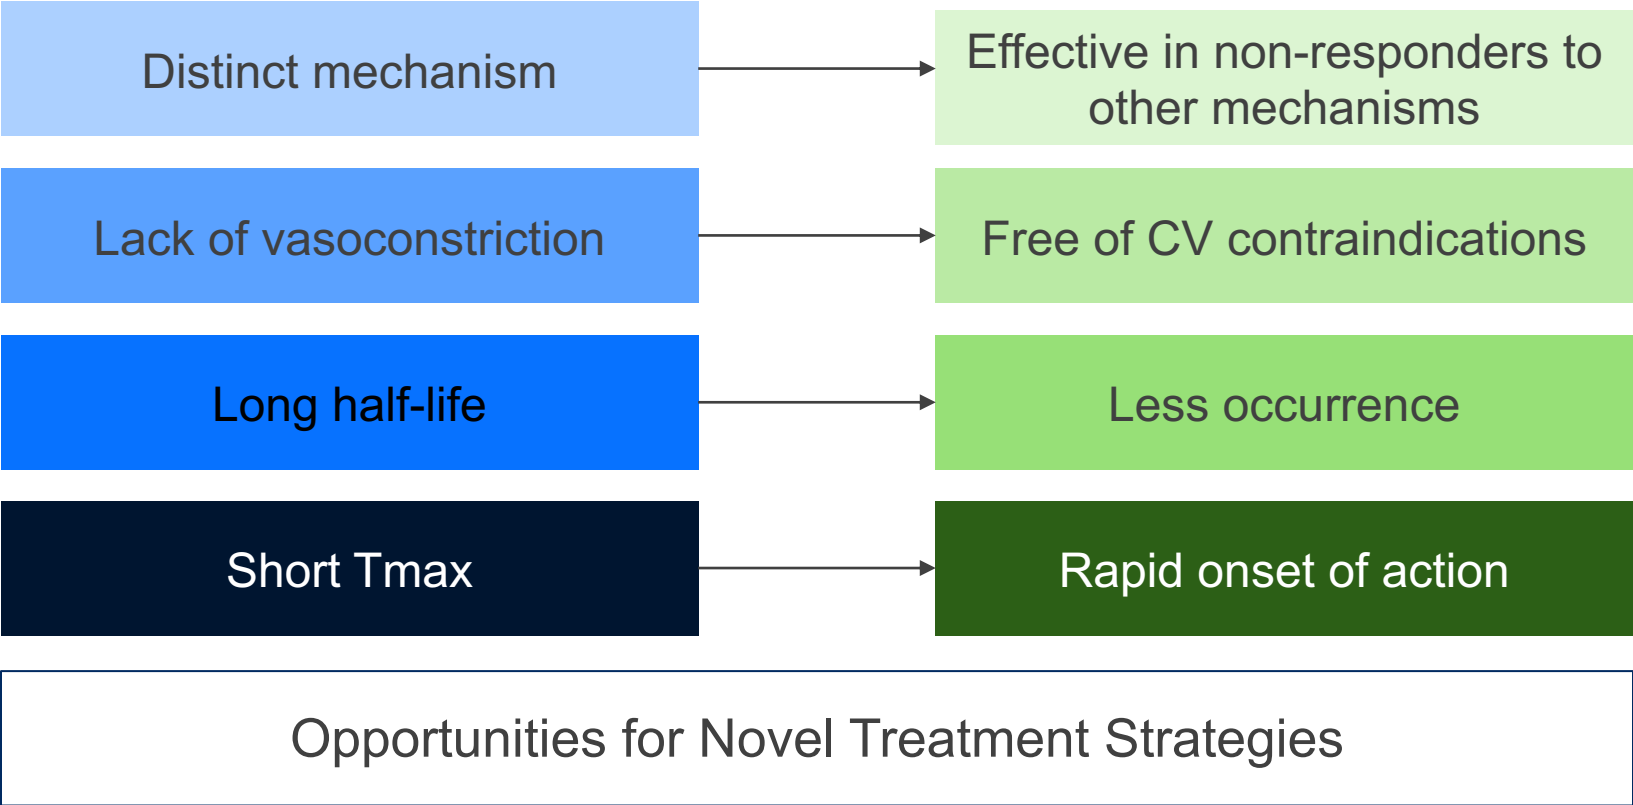 Distinct mechanism
Effective in non-responders to
other mechanisms
Lack of vasoconstriction
Free of CV contraindications
Long half-life
Less occurrence
Short Tmax
Rapid onset of action
Opportunities for Novel Treatment Strategies